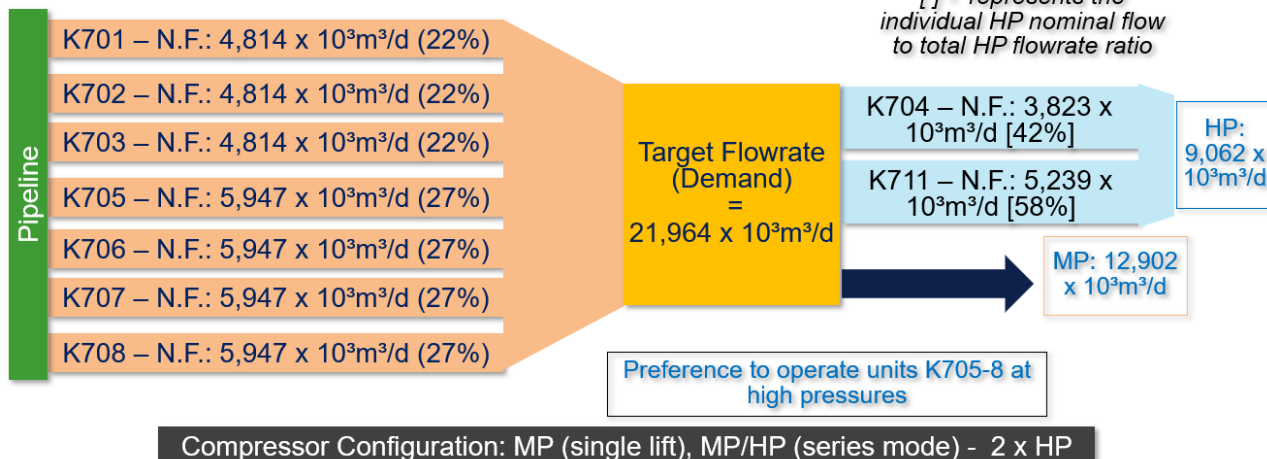 [ ] - represents the
individual HP nominal flow
to total HP flowrate ratio
Pipeline
K701 – N.F.: 4,814 x 10³m³/d (22%)
K702 – N.F.: 4,814 x 10³m³/d (22%)
K703 – N.F.: 4,814 x 10³m³/d (22%)
K705 – N.F.: 5,947 x 10³m³/d (27%)
K706 – N.F.: 5,947 x 10³m³/d (27%)
K707 – N.F.: 5,947 x 10³m³/d (27%)
K708 – N.F.: 5,947 x 10³m³/d (27%)
Target Flowrate
(Demand)
=
21,964 x 10³m³/d
K704 – N.F.: 3,823 x
10³m³/d [42%]
K711 – N.F.: 5,239 x
10³m³/d [58%]
HP:
9,062 x
10³m³/d
MP: 12,902
x 10³m³/d
Preference to operate units K705-8 at
high pressures
Compressor Configuration: MP (single lift), MP/HP (series mode) - 2 x HP